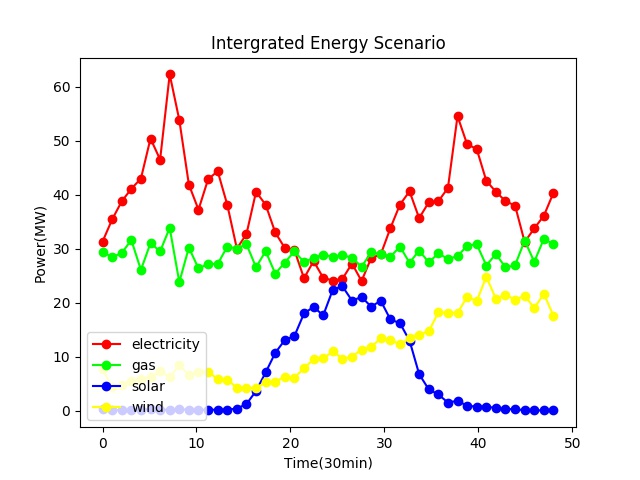 Intergrated Energy Scenario
Power(MW)
60
50
40
30
20
10
0
electricity
gas
solar
wind
0 10 20 30 40 50
Time(30min)